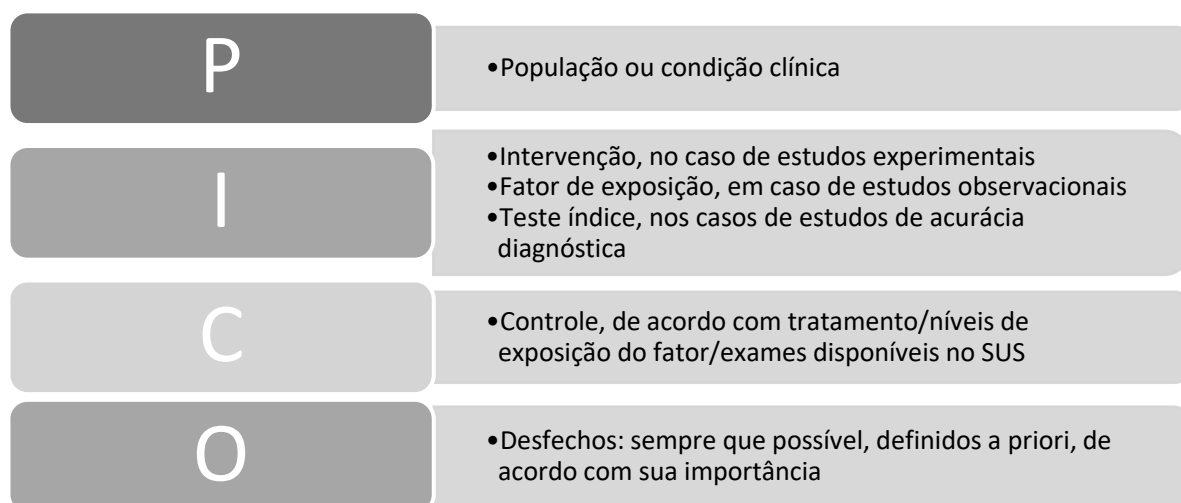 P
•População ou condição clínica
I
•Intervenção, no caso de estudos experimentais
•Fator de exposição, em caso de estudos observacionais
•Teste índice, nos casos de estudos de acurácia
diagnóstica
C
•Controle, de acordo com tratamento/níveis de
exposição do fator/exames disponíveis no SUS
O
•Desfechos: sempre que possível, definidos a priori, de
acordo com sua importância